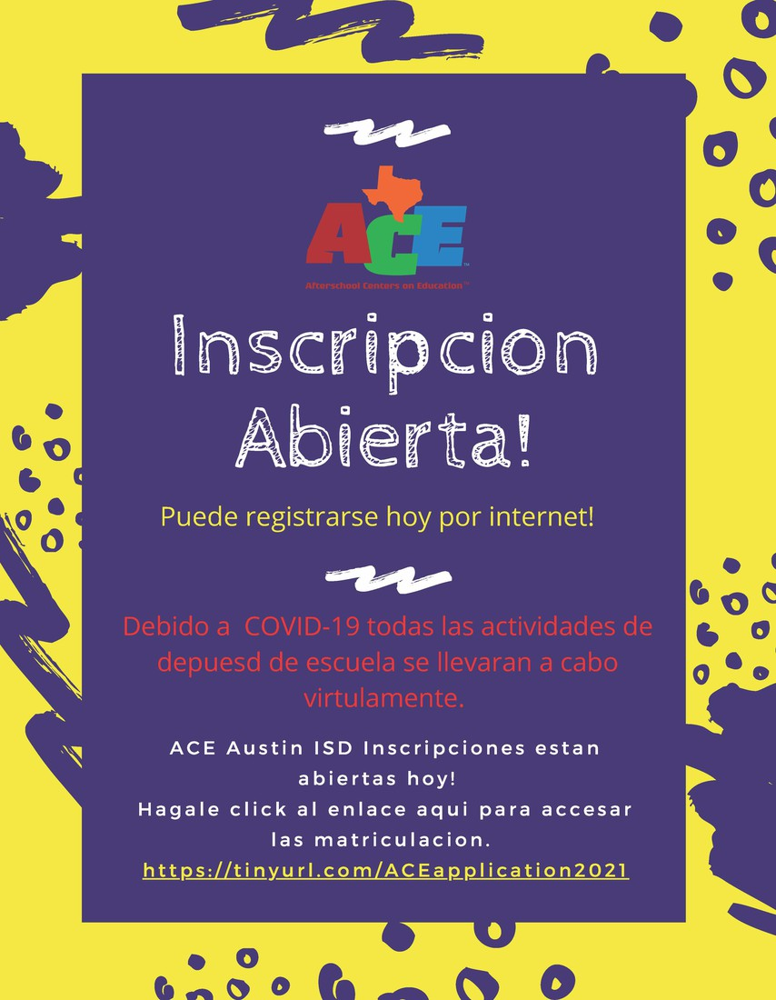 ACE™
Afterschool Centers on Education™
Inscripcion
Abierta!
Puede registrarse hoy por internet!
Debido a  COVID-19 todas las actividades de
depuesd de escuela se llevaran a cabo
virtulamente.
ACE Austin ISD Inscripciones estan
abiertas hoy!
Hagale click al enlace aqui para accesar
las matriculacion.
https://tinyurl.com/ACEapplication2021